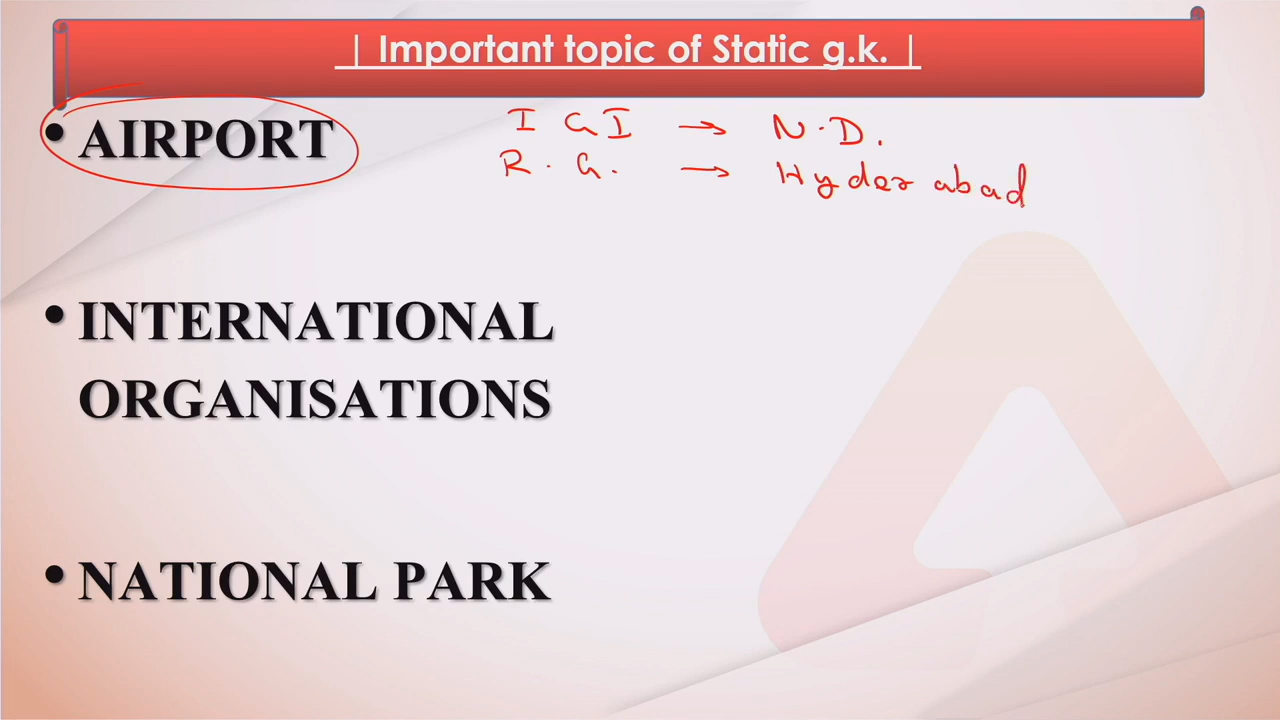 | Important topic of Static g.k. |
• AIRPORT
I G I → N.D.
R.G. → Hyderabad
• INTERNATIONAL
ORGANISATIONS
• NATIONAL PARK